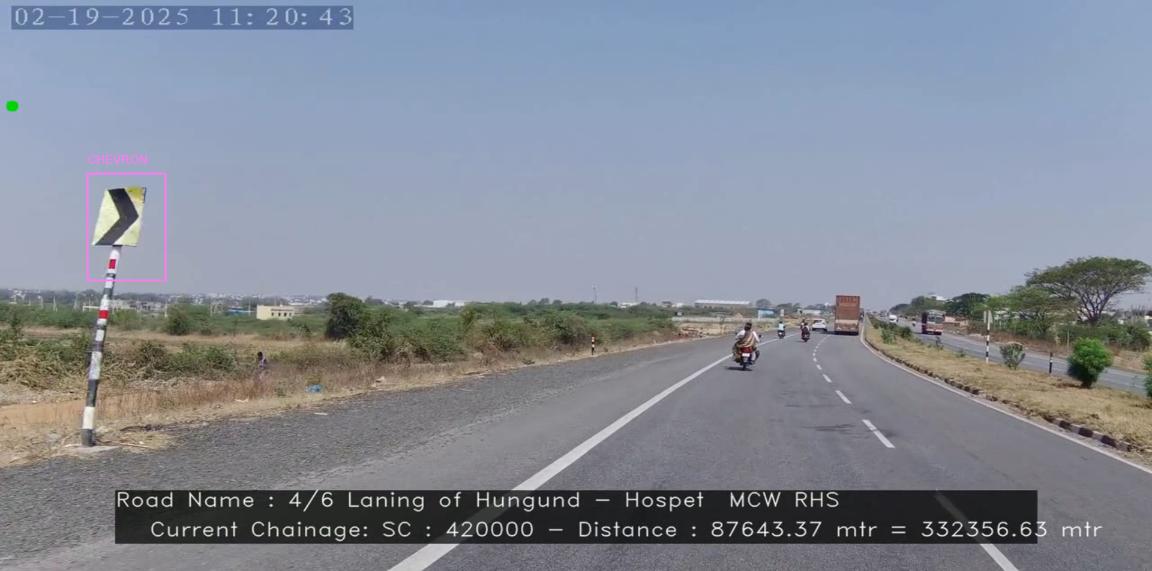 02-19-2025 11:20:43
CHEVRON
Road Name : 4/6 Laning of Hungund - Hospet MCW RHS
Current Chainage: SC : 420000 - Distance : 87643.37 mtr = 332356.63 mtr